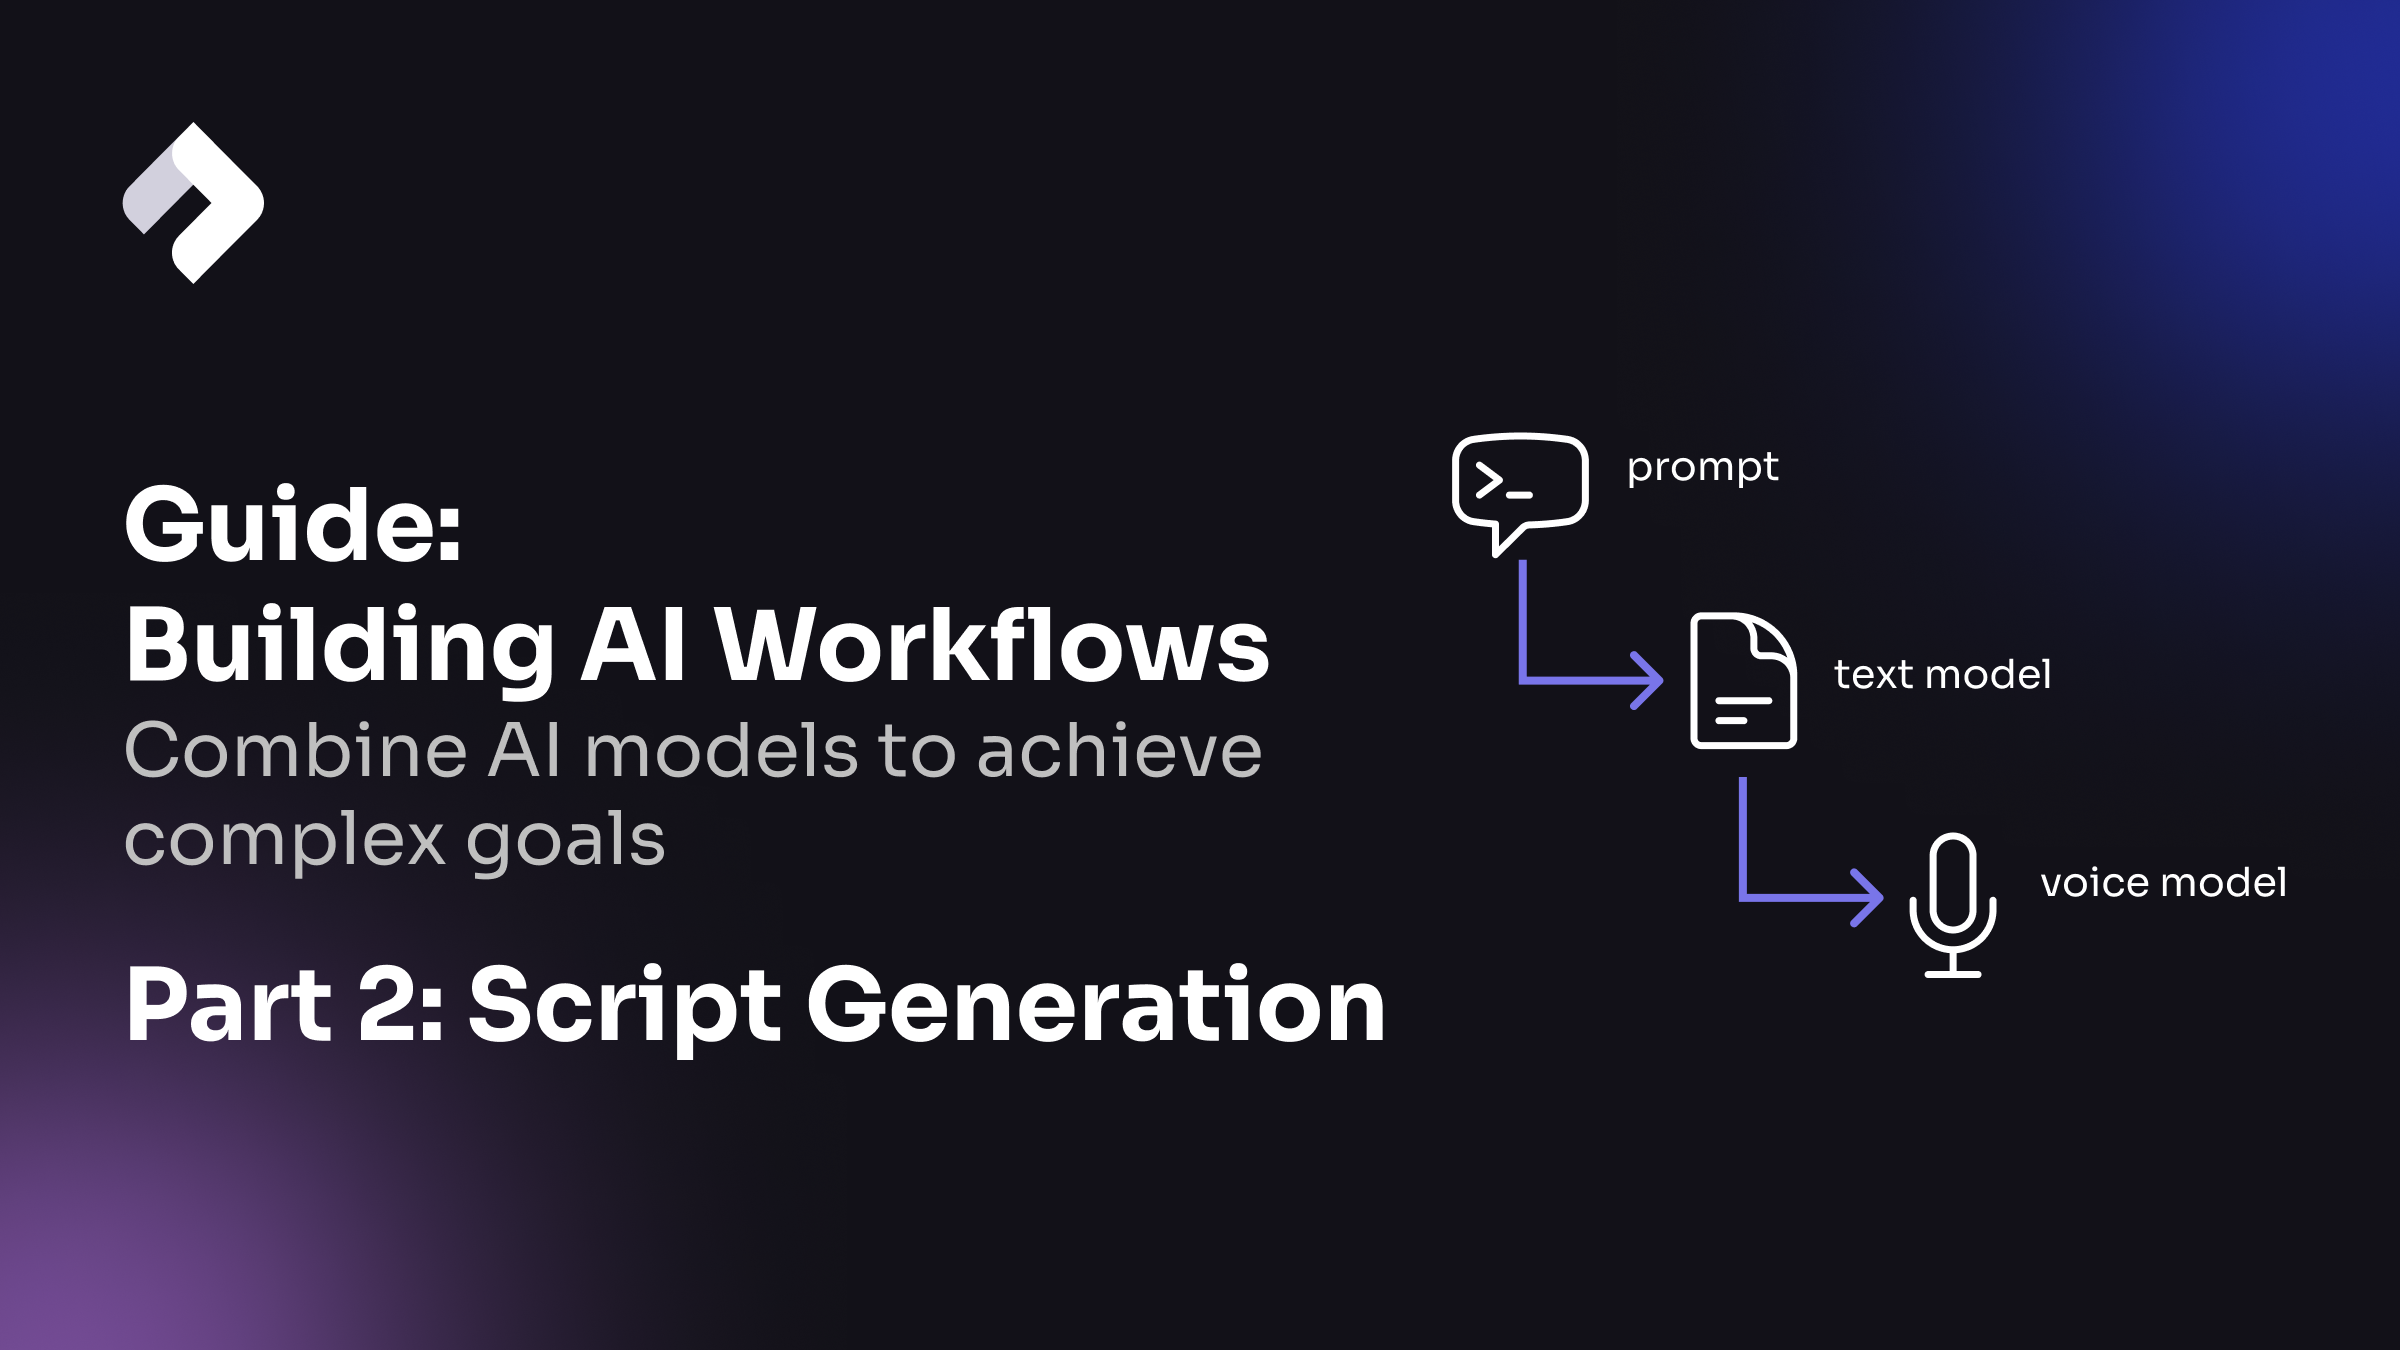 Guide:
Building AI Workflows
Combine AI models to achieve
complex goals
Part 2: Script Generation
>_
prompt
text model
voice model